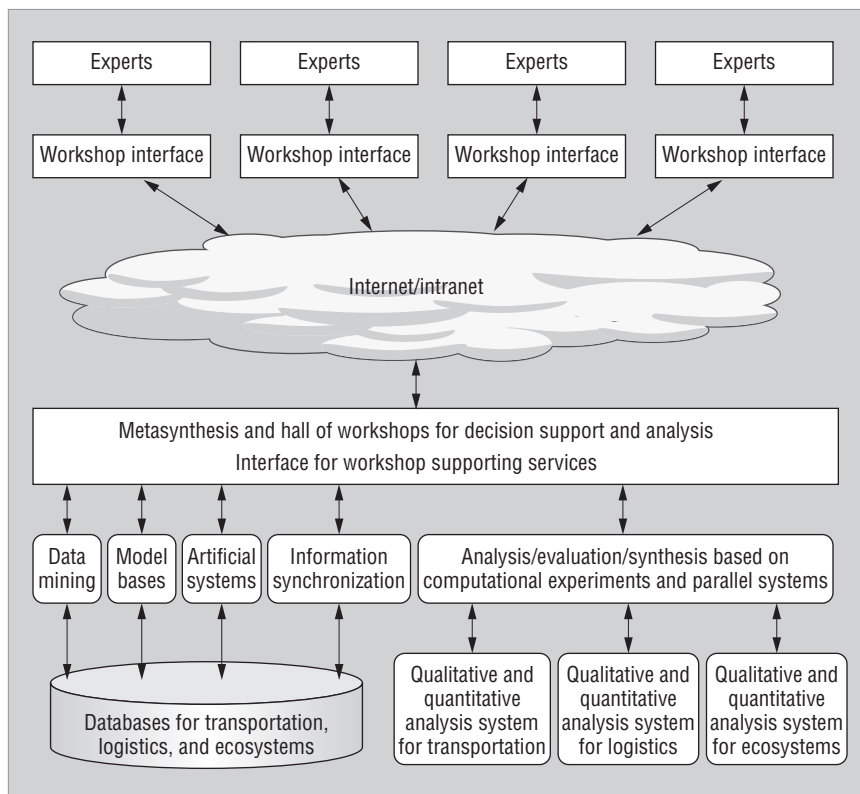 Experts
Experts
Experts
Experts
Workshop interface
Workshop interface
Workshop interface
Workshop interface
Internet/intranet
Metasynthesis and hall of workshops for decision support and analysis
Interface for workshop supporting services
Data
mining
Model
bases
Artificial
systems
Information
synchronization
Analysis/evaluation/synthesis based on
computational experiments and parallel systems
Databases for transportation,
logistics, and ecosystems
Qualitative and
quantitative
analysis system
for transportation
Qualitative and
quantitative
analysis system
for logistics
Qualitative and
quantitative
analysis system
for ecosystems